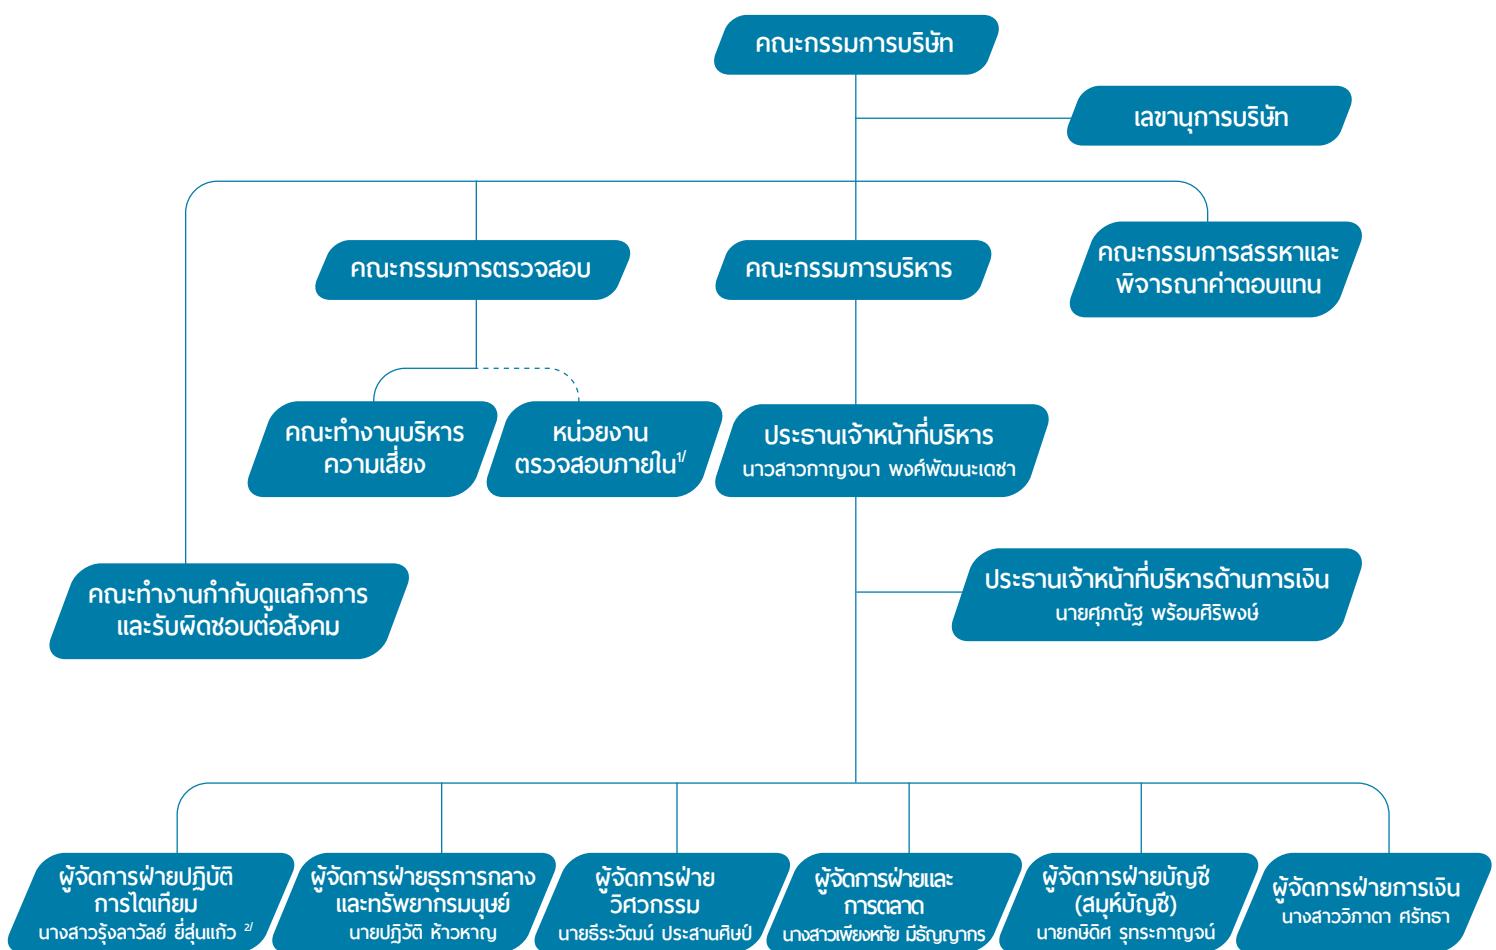 คณะกรรมการบริษัท
เลขานุการบริษัท
คณะกรรมการตรวจสอบ
คณะกรรมการบริหาร
คณะกรรมการสรรหาและ
พิจารณาค่าตอบแทน
คณะทำงานบริหาร
ความเสี่ยง
หน่วยงาน
ตรวจสอบภายใน1/
ประธานเจ้าหน้าที่บริหาร
นาวสาวกาญจนา พงศ์พัฒนะเดชา
คณะทำงานกำกับดูแลกิจการ
และรับผิดชอบต่อสังคม
ประธานเจ้าหน้าที่บริหารด้านการเงิน
นายศุภณัฐ พร้อมศิริพงษ์
ผู้จัดการฝ่ายปฏิบัติ
การไตเทียม
นางสาวรุ้งลาวัลย์ ยี่สุ่นแก้ว 2/
ผู้จัดการฝ่ายธุรการกลาง
และทรัพยากรมนุษย์
นายปฏิวัติ ห้าวหาญ
ผู้จัดการฝ่าย
วิศวกรรม
นายธีระวัฒน์ ประสานศิษป์
ผู้จัดการฝ่ายและ
การตลาด
นางสาวเพียงหทัย มีธัญญากร
ผู้จัดการฝ่ายบัญชี
(สมุห์บัญชี)
นายกษิดิศ รุทระกาญจน์
ผู้จัดการฝ่ายการเงิน
นางสาววิภาดา ศรัทธา